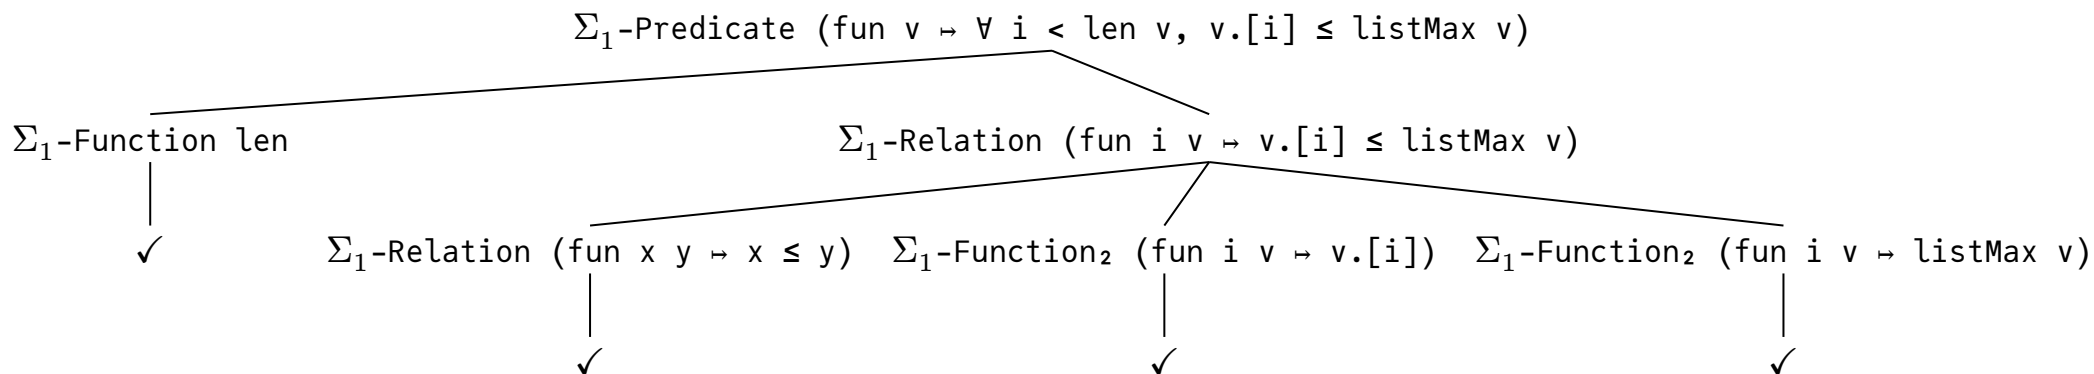 Σ₁-Predicate (fun v ↦ ∀ i < len v, v.[i] ≤ listMax v)
Σ₁-Function len
Σ₁-Relation (fun i v ↦ v.[i] ≤ listMax v)
✓
Σ₁-Relation (fun x y ↦ x ≤ y)
Σ₁-Function₂ (fun i v ↦ v.[i])
Σ₁-Function₂ (fun i v ↦ listMax v)
✓
✓
✓